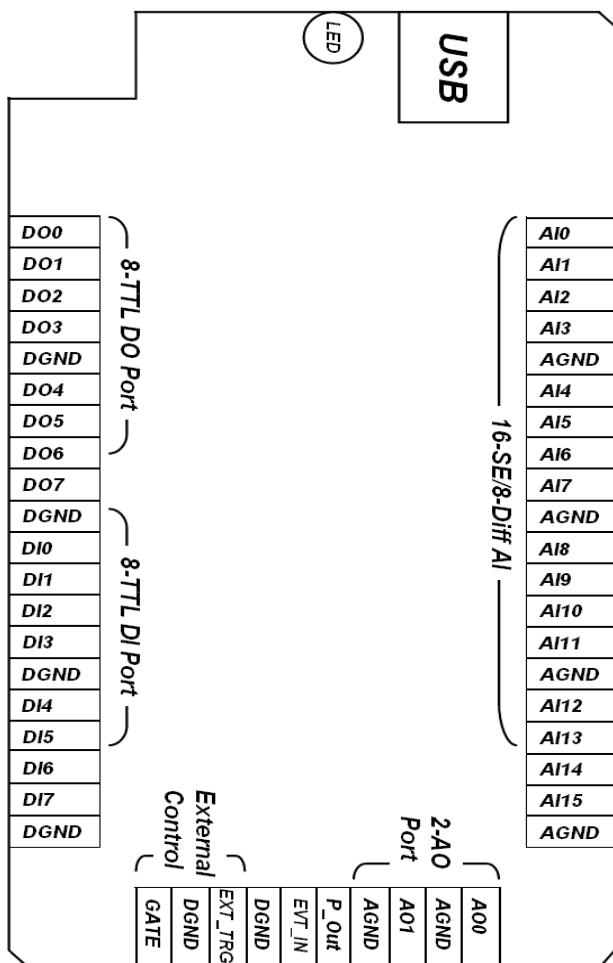 LED
USB
DO0
DO1
DO2
DO3
DGND
DO4
DO5
DO6
DO7
DGND
DI0
DI1
DI2
DI3
DGND
DI4
DI5
DI6
DI7
DGND
8-TTL DO Port
8-TTL DI Port
16-SE/8-Diff AI
AI0
AI1
AI2
AI3
AGND
AI4
AI5
AI6
AI7
AGND
AI8
AI9
AI10
AI11
AGND
AI12
AI13
AI14
AI15
AGND
External
Control
2-AO
Port
GATE
DGND
EXT_TRG
DGND
EVT_IN
P_Out
AGND
AO1
AGND
AO0